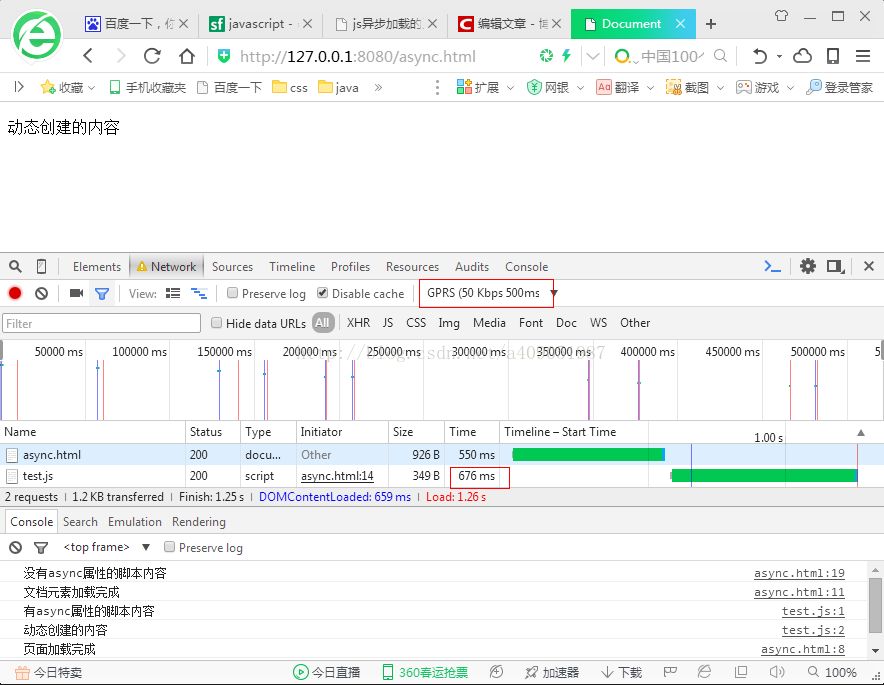 百度一下，你 javascript - js异步加载的 编辑文章 - 博 Document
http://127.0.0.1:8080/async.html 中国100
收藏 手机收藏夹 百度一下 css java » 扩展 网银 Aa 翻译 截图 游戏 登录管家
动态创建的内容
Elements Network Sources Timeline Profiles Resources Audits Console
View: Preserve log Disable cache GPRS (50 Kbps 500ms
Filter Hide data URLs All XHR JS CSS Img Media Font Doc WS Other
50000 ms 100000 ms 150000 ms 200000 ms 250000 ms 300000 ms 350000 ms 400000 ms 450000 ms 500000 ms 5
Name Status Type Initiator Size Time Timeline – Start Time 1.00 s
async.html 200 docu... Other 926 B 550 ms
test.js 200 script async.html:14 349 B 676 ms
2 requests | 1.2 KB transferred | Finish: 1.25 s | DOMContentLoaded: 659 ms | Load: 1.26 s
Console Search Emulation Rendering
<top frame> Preserve log
没有async属性的脚本内容 async.html:19
文档元素加载完成 async.html:11
有async属性的脚本内容 test.js:1
动态创建的内容 test.js:2
页面加载完成 async.html:8
今日特卖 今日直播 360春运抢票 加速器 下载 100%